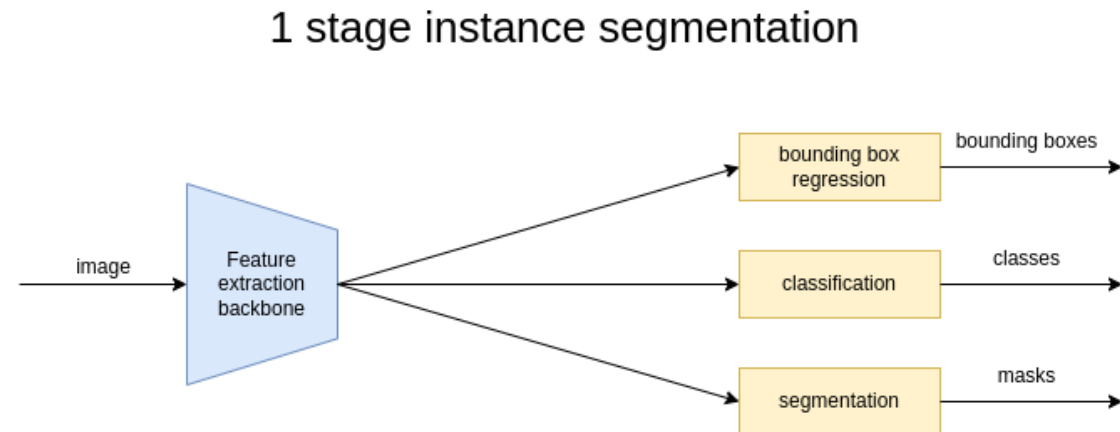 1 stage instance segmentation
bounding boxes
bounding box
regression
image
Feature
extraction
backbone
classes
classification
masks
segmentation